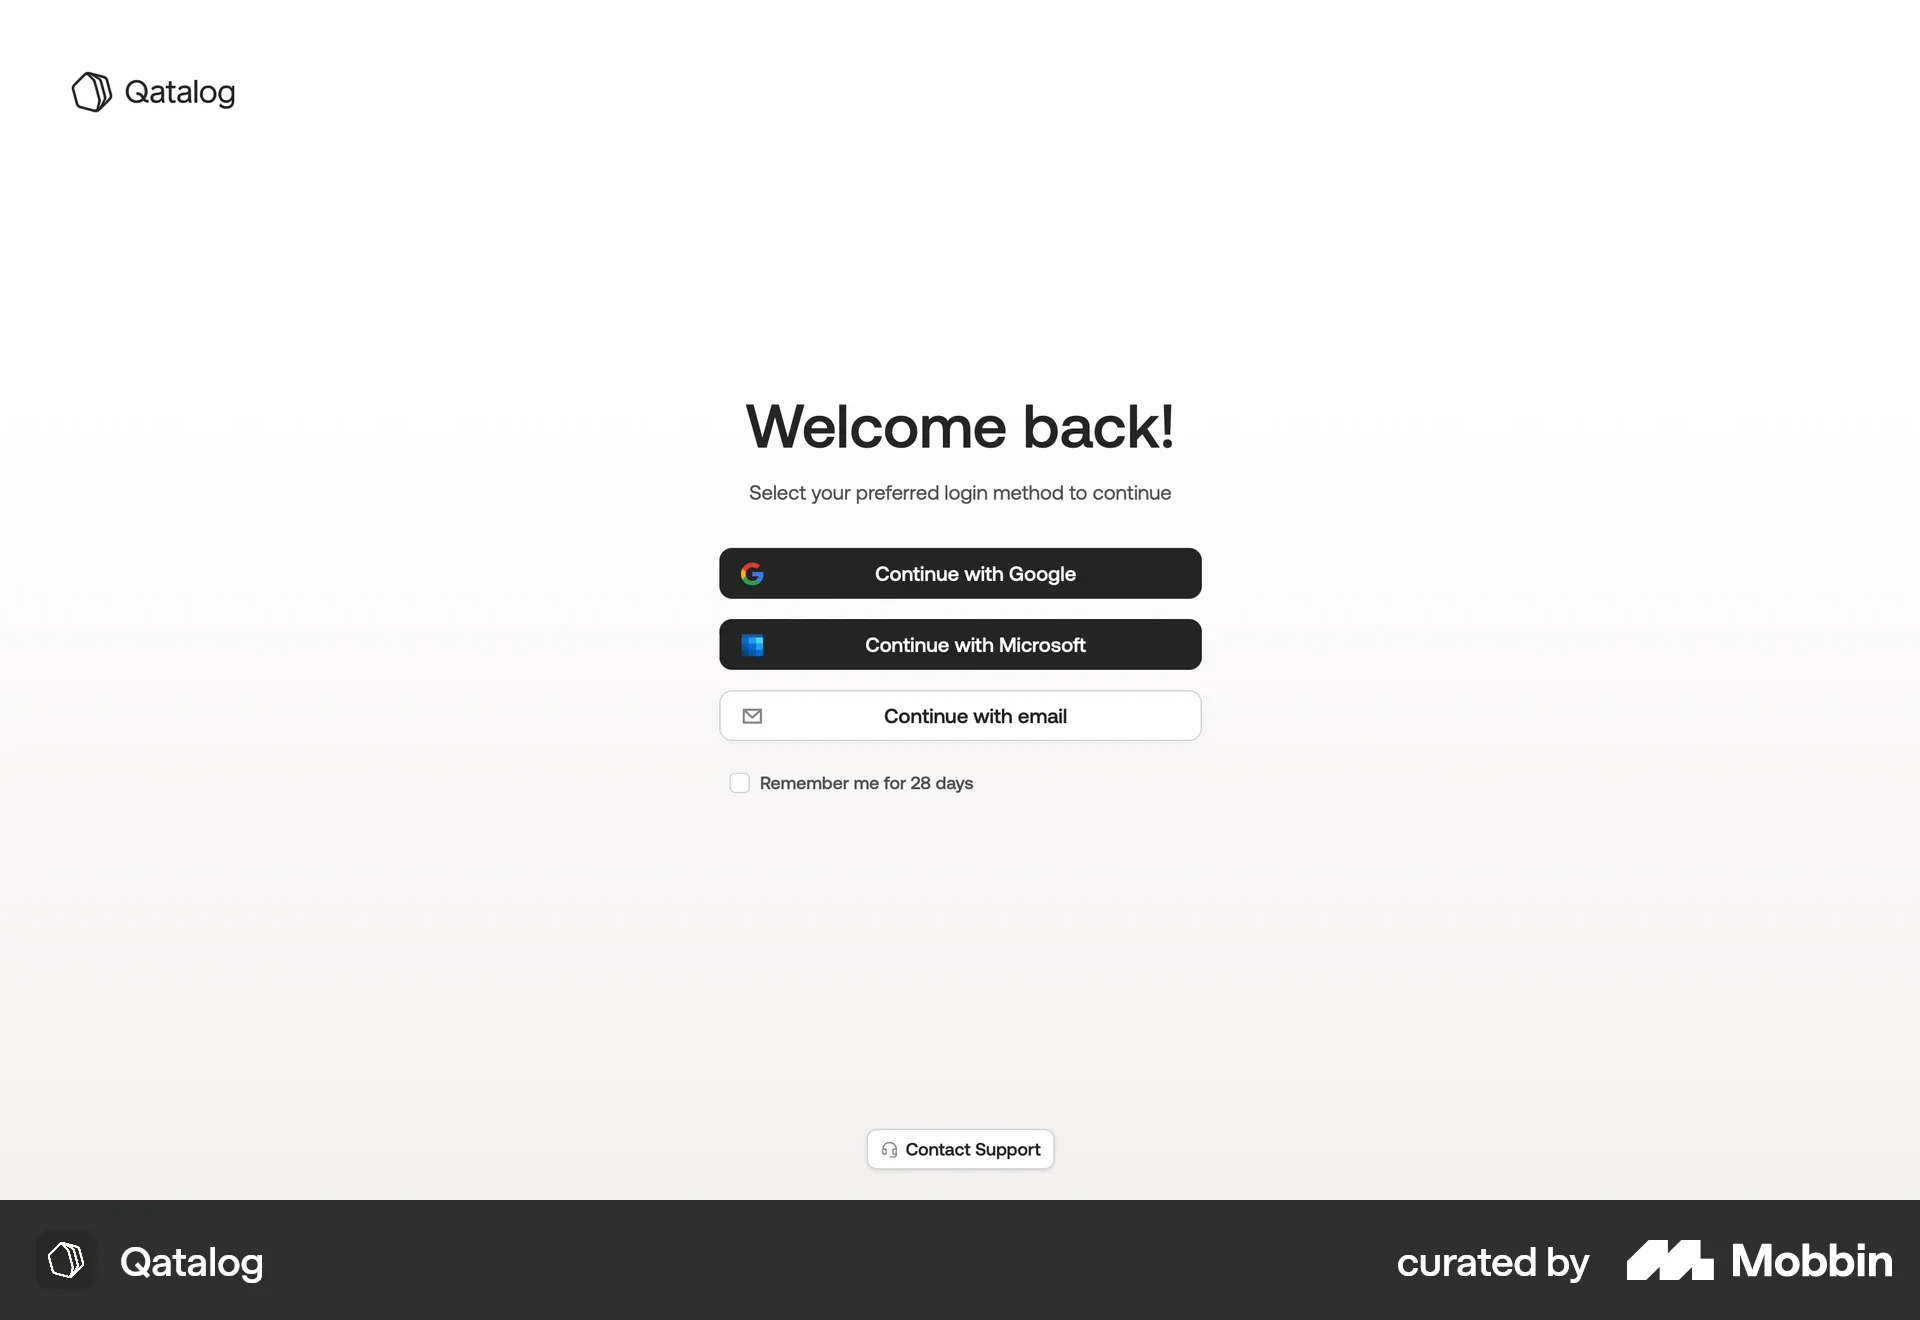 Qatalog
Welcome back!
Select your preferred login method to continue
Continue with Google
Continue with Microsoft
Continue with email
Remember me for 28 days
Contact Support
Qatalog
curated by Mobbin